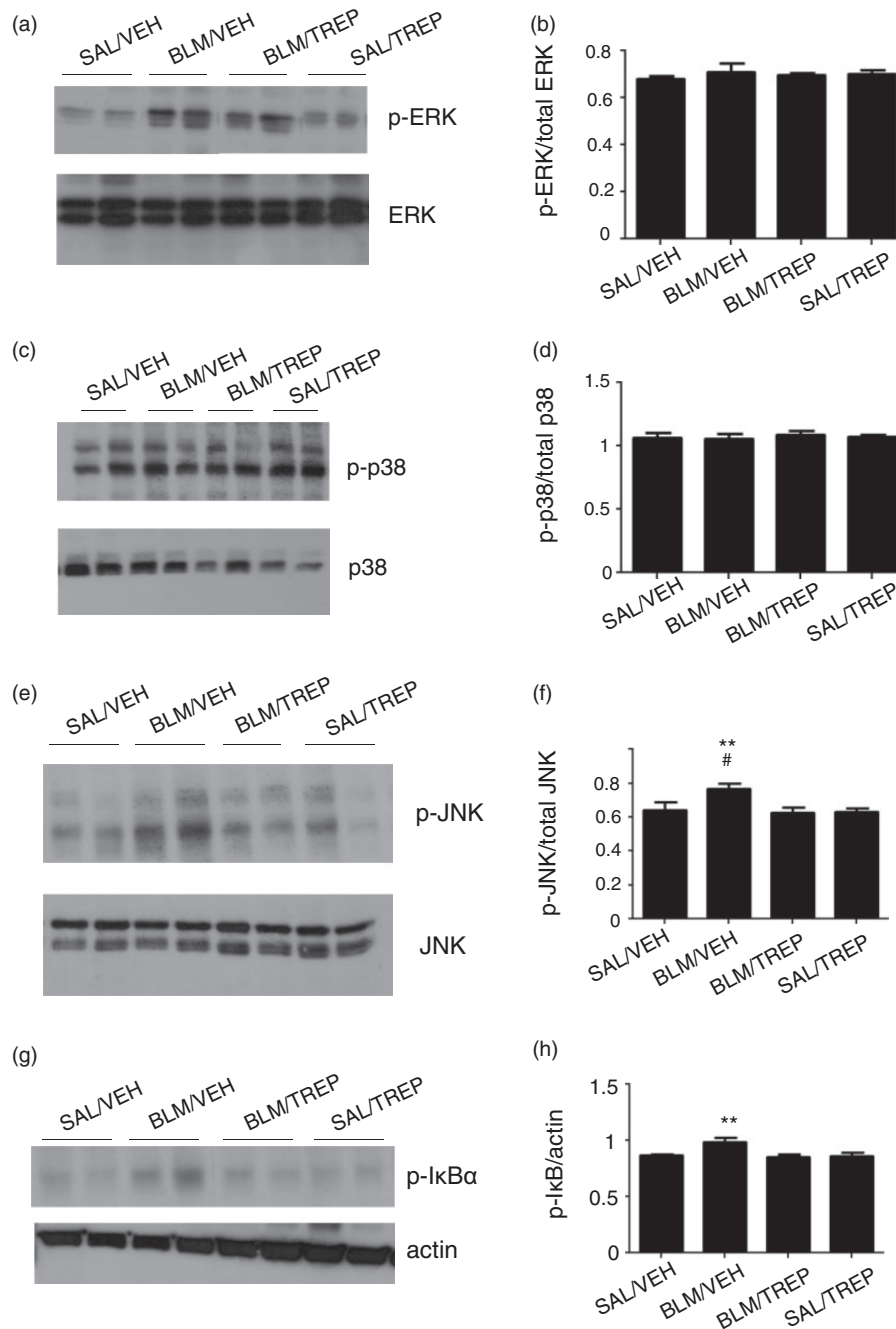 (a)
SAL/VEH BLM/VEH BLM/TREP SAL/TREP
p-ERK
ERK
(b)
p-ERK/total ERK
0.8
0.6
0.4
0.2
0
SAL/VEH BLM/VEH BLM/TREP SAL/TREP
(c)
SAL/VEH BLM/VEH BLM/TREP SAL/TREP
p-p38
p38
(d)
p-p38/total p38
1.5
1
0.5
0
SAL/VEH BLM/VEH BLM/TREP SAL/TREP
(e)
SAL/VEH BLM/VEH BLM/TREP SAL/TREP
p-JNK
JNK
(f)
p-JNK/total JNK
0.8
0.6
0.4
0.2
0
**
#
SAL/VEH BLM/VEH BLM/TREP SAL/TREP
(g)
SAL/VEH BLM/VEH BLM/TREP SAL/TREP
p-IκBα
actin
(h)
p-IκB/actin
1.5
1
0.5
0
**
SAL/VEH BLM/VEH BLM/TREP SAL/TREP